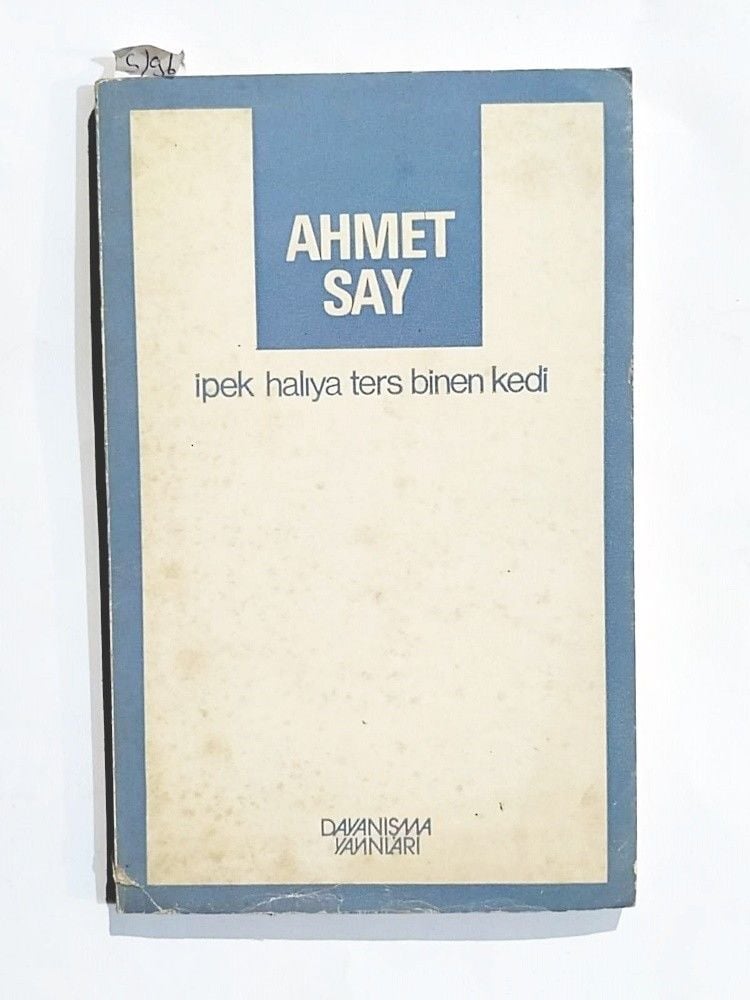 AHMET
SAY
ipek halıya ters binen kedi
DAYANIŞMA
YAYINLARI